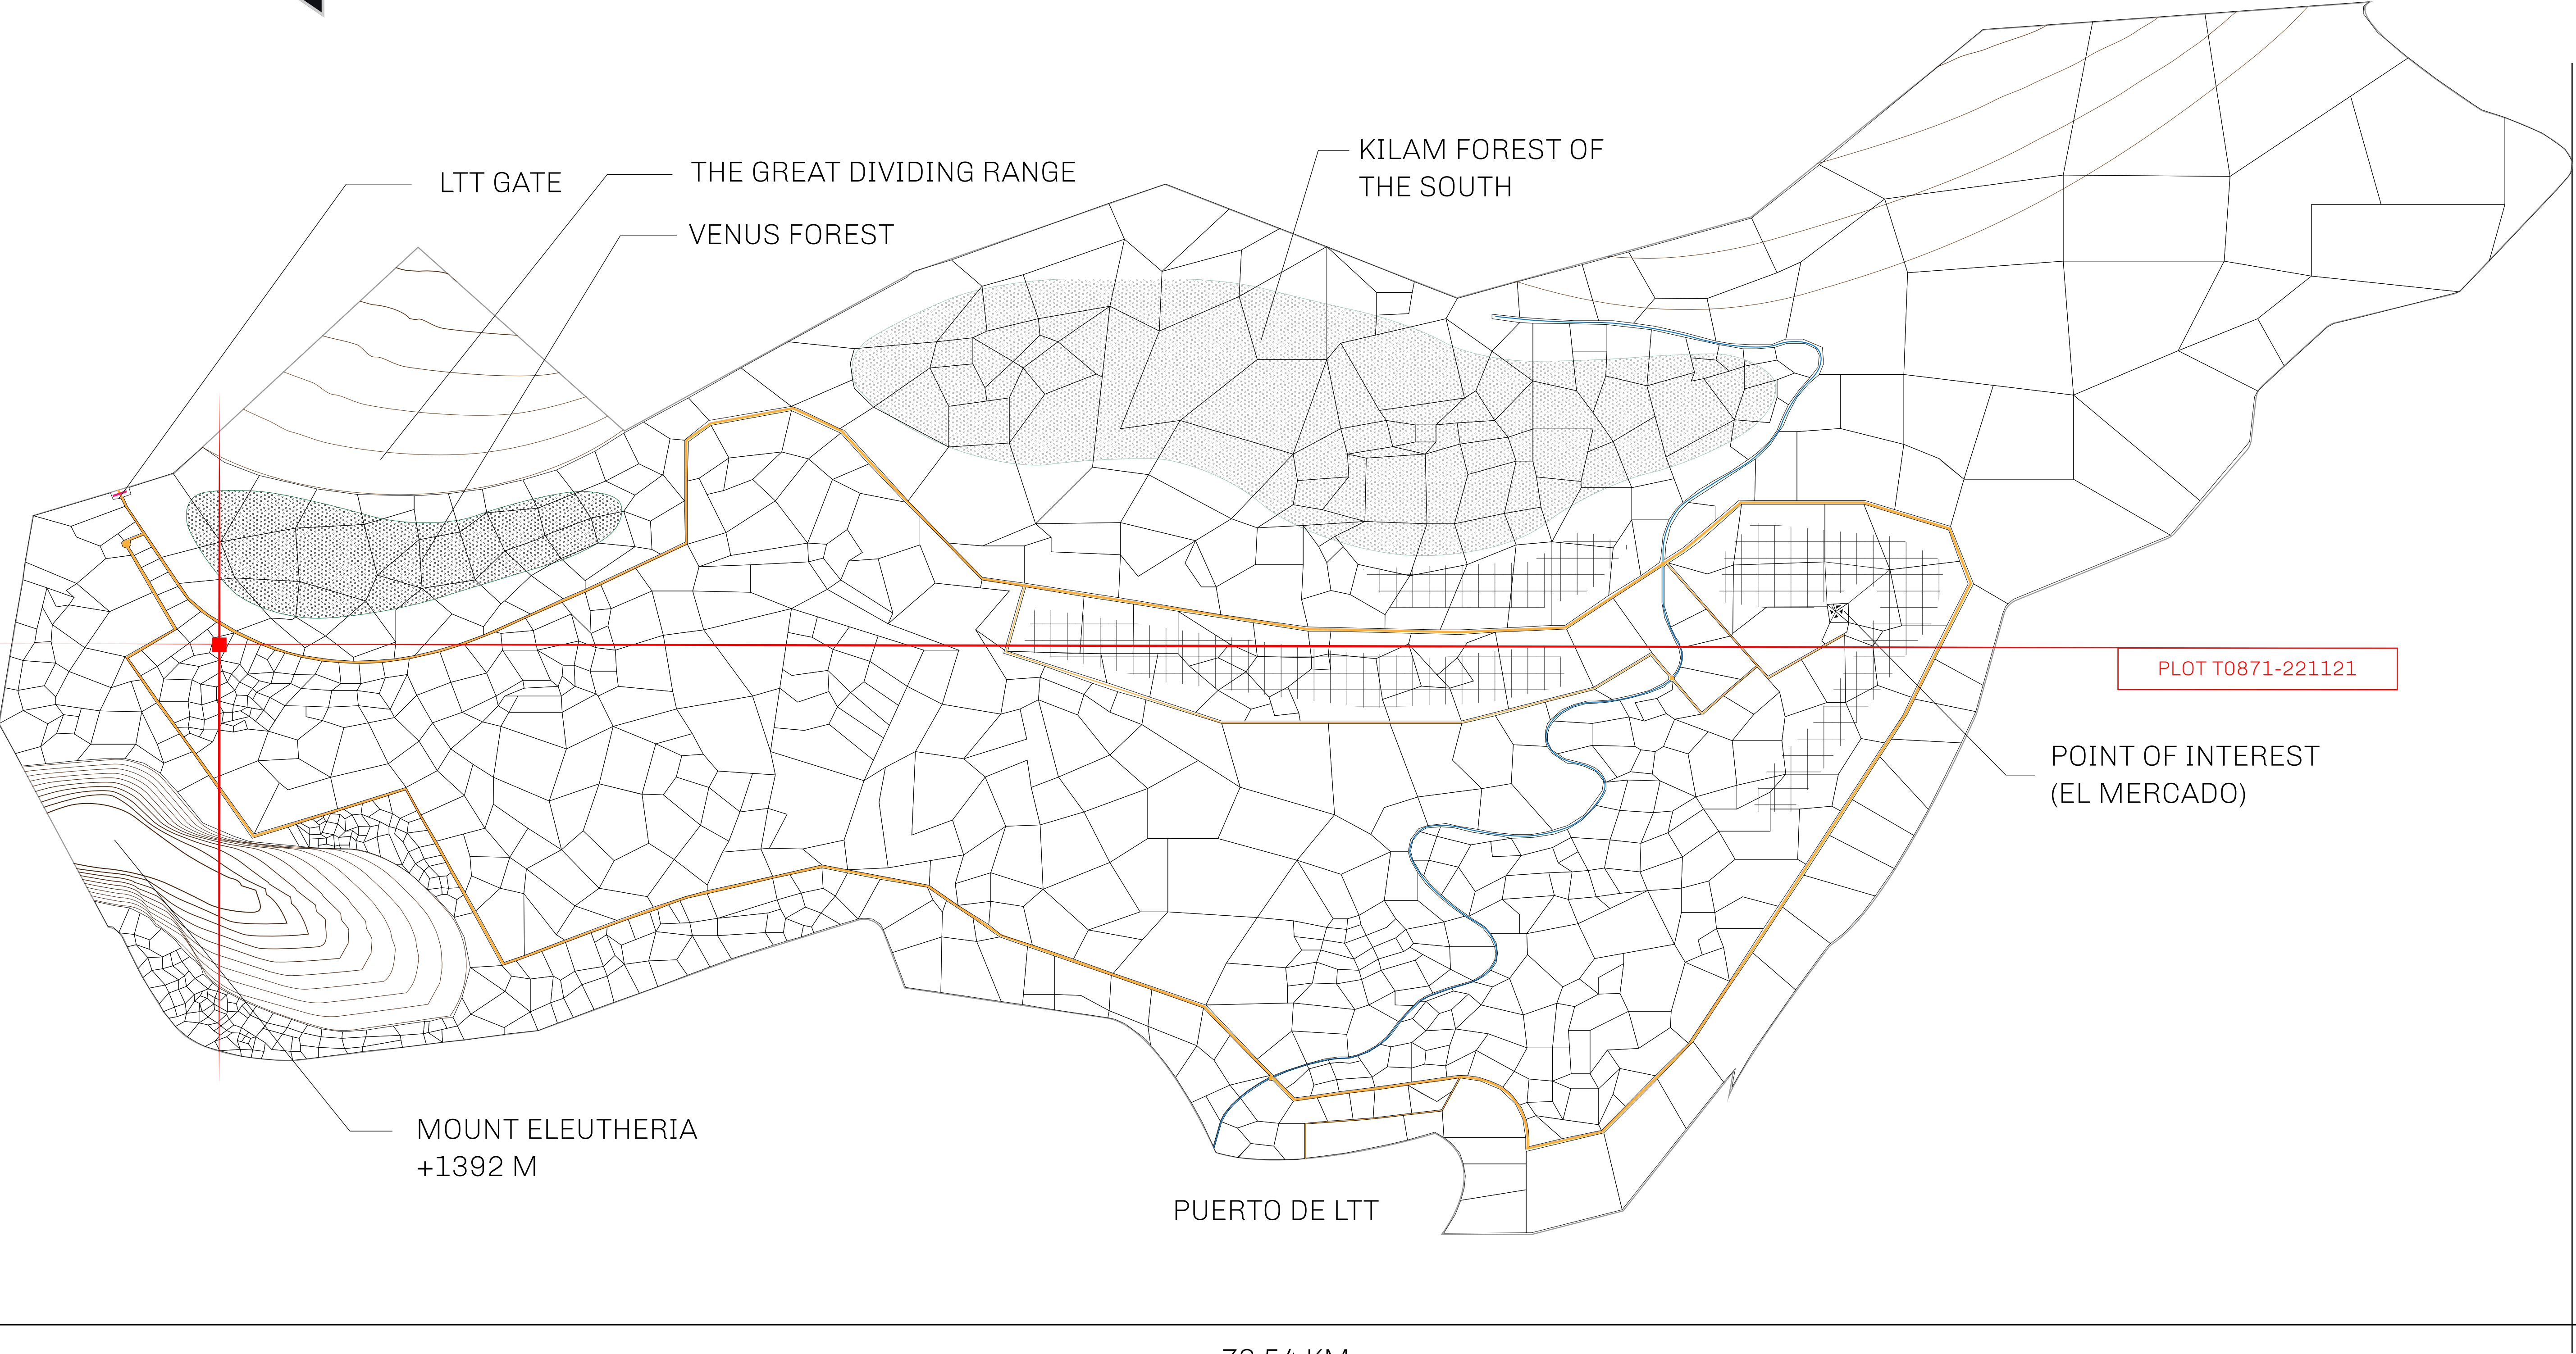 KILAM FOREST OF
THE SOUTH
THE GREAT DIVIDING RANGE
LTT GATE
VENUS FOREST
PLOT T0871-221121
POINT OF INTEREST
(EL MERCADO)
MOUNT ELEUTHERIA
+1392 M
PUERTO DE LTT
KM